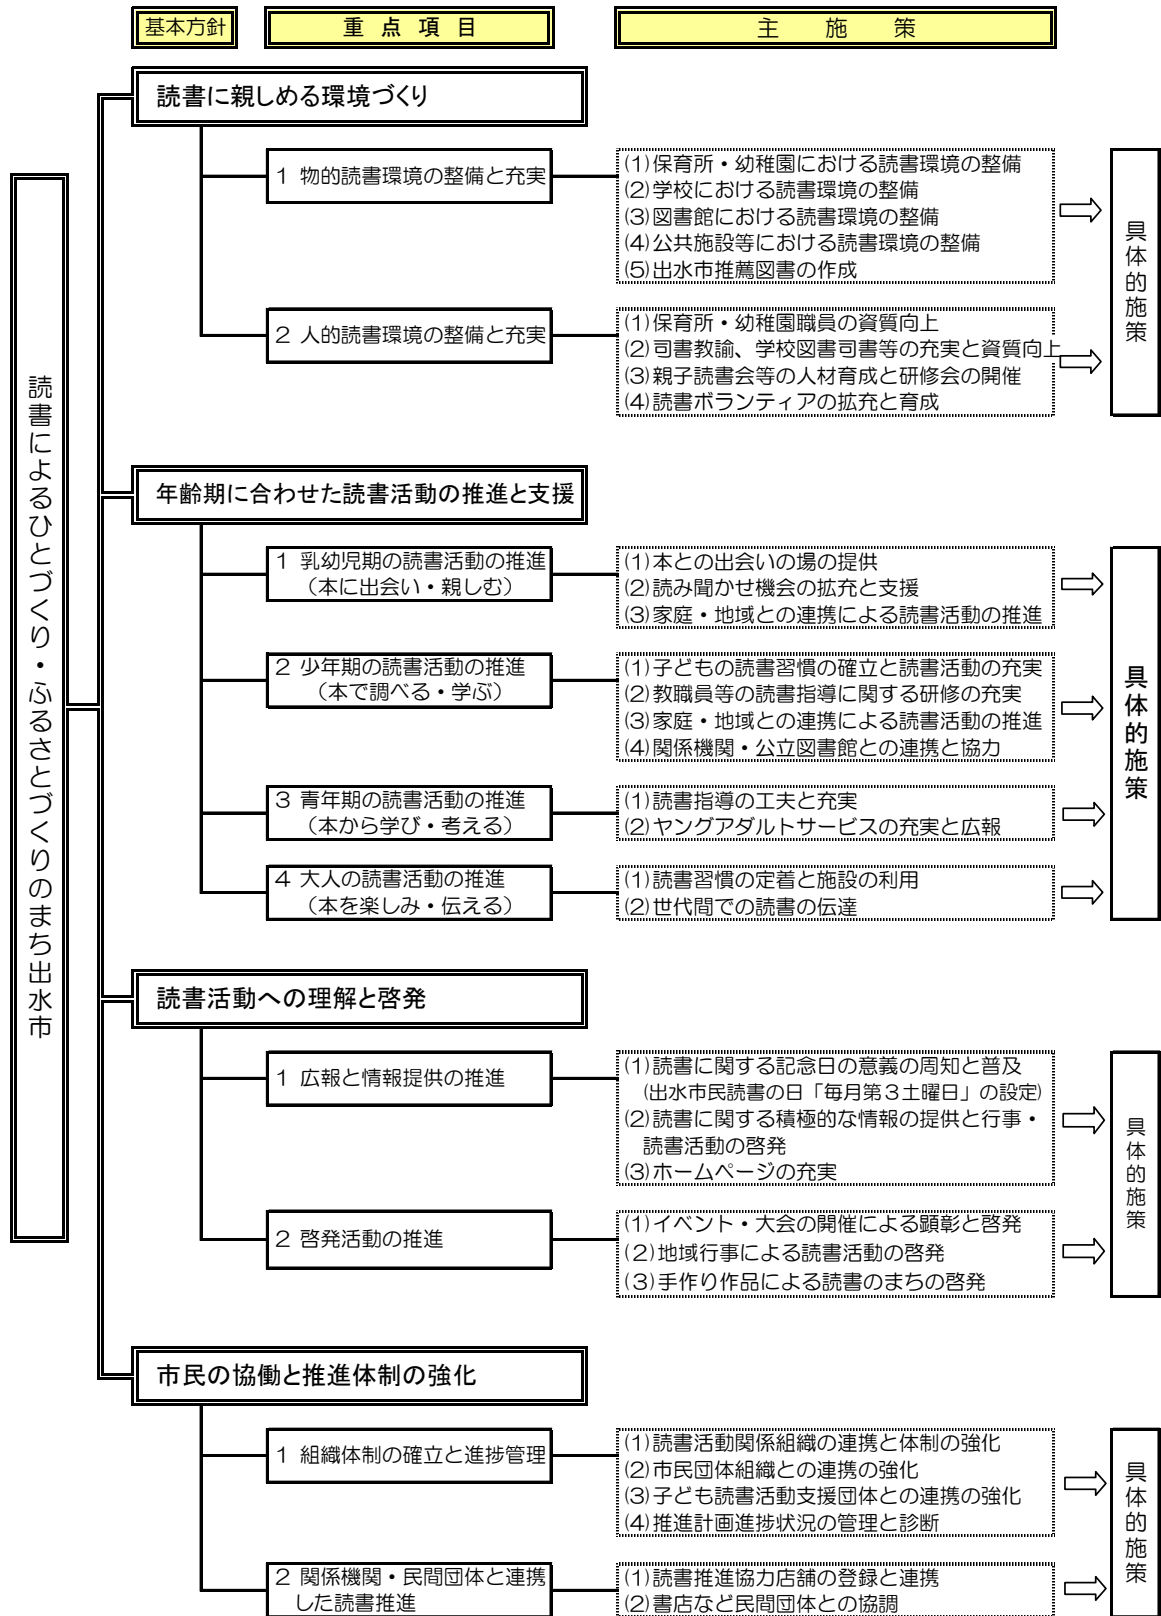 基本方針
重点項目
主施策
読書によるひとづくり・ふるさとづくりのまち出水市
読書に親しめる環境づくり
1 物的読書環境の整備と充実
(1)保育所・幼稚園における読書環境の整備
(2)学校における読書環境の整備
(3)図書館における読書環境の整備
(4)公共施設等における読書環境の整備
(5)出水市推薦図書の作成
2 人的読書環境の整備と充実
(1)保育所・幼稚園職員の資質向上
(2)司書教諭、学校図書司書等の充実と資質向上
(3)親子読書会等の人材育成と研修会の開催
(4)読書ボランティアの拡充と育成
具体的施策
年齢期に合わせた読書活動の推進と支援
1 乳幼児期の読書活動の推進
（本に出会い・親しむ）
(1)本との出会いの場の提供
(2)読み聞かせ機会の拡充と支援
(3)家庭・地域との連携による読書活動の推進
2 少年期の読書活動の推進
（本で調べる・学ぶ）
(1)子どもの読書習慣の確立と読書活動の充実
(2)教職員等の読書指導に関する研修の充実
(3)家庭・地域との連携による読書活動の推進
(4)関係機関・公立図書館との連携と協力
3 青年期の読書活動の推進
（本から学び・考える）
(1)読書指導の工夫と充実
(2)ヤングアダルトサービスの充実と広報
4 大人の読書活動の推進
（本を楽しみ・伝える）
(1)読書習慣の定着と施設の利用
(2)世代間での読書の伝達
具体的施策
読書活動への理解と啓発
1 広報と情報提供の推進
(1)読書に関する記念日の意義の周知と普及
(出水市民読書の日「毎月第３土曜日」の設定)
(2)読書に関する積極的な情報の提供と行事・
読書活動の啓発
(3)ホームページの充実
2 啓発活動の推進
(1)イベント・大会の開催による顕彰と啓発
(2)地域行事による読書活動の啓発
(3)手作り作品による読書のまちの啓発
具体的施策
市民の協働と推進体制の強化
1 組織体制の確立と進捗管理
(1)読書活動関係組織の連携と体制の強化
(2)市民団体組織との連携の強化
(3)子ども読書活動支援団体との連携の強化
(4)推進計画進捗状況の管理と診断
2 関係機関・民間団体と連携
した読書推進
(1)読書推進協力店舗の登録と連携
(2)書店など民間団体との協調
具体的施策